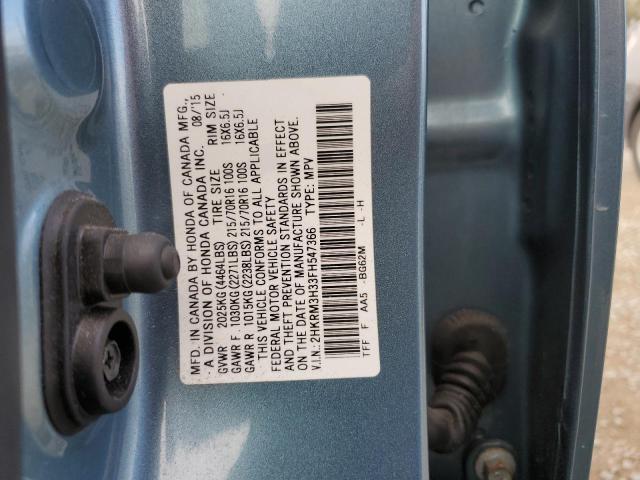 MFD. IN CANADA BY HONDA OF CANADA MFG.,
- A DIVISION OF HONDA CANADA INC. 08/'15
GVWR 2025KG (4464LBS) TIRE SIZE RIM SIZE
GAWR F. 1030KG (2271LBS) 215/70R16 100S 16X6.5J
GAWR R. 1015KG (2238LBS) 215/70R16 100S 16X6.5J
THIS VEHICLE CONFORMS TO ALL APPLICABLE
FEDERAL MOTOR VEHICLE SAFETY
AND THEFT PREVENTION STANDARDS IN EFFECT
ON THE DATE OF MANUFACTURE SHOWN ABOVE.
V.I.N.: 2HKRM3H33FH547366 TYPE: MPV
TFF F AA5 -BG62M -L -H